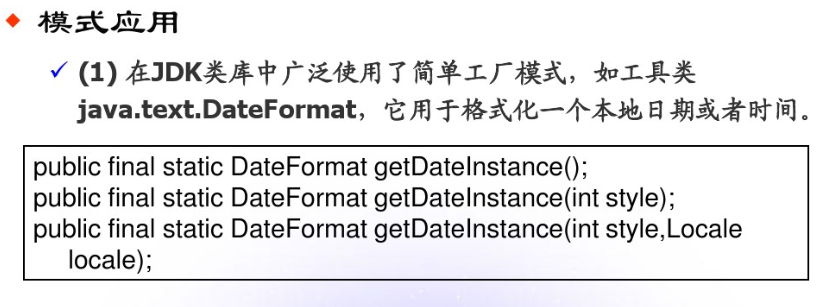 模式应用
(1) 在JDK类库中广泛使用了简单工厂模式，如工具类
java.text.DateFormat，它用于格式化一个本地日期或者时间。
public final static DateFormat getDateInstance();
public final static DateFormat getDateInstance(int style);
public final static DateFormat getDateInstance(int style,Locale
locale);